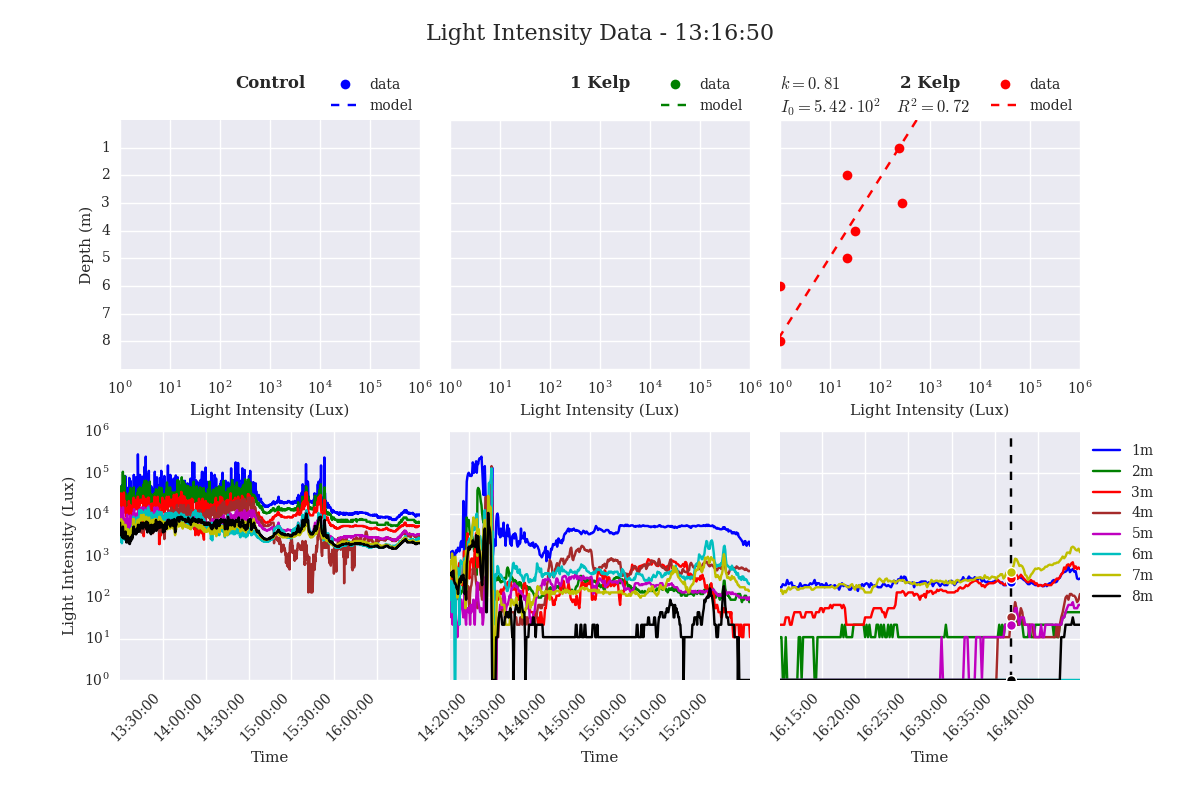 Light Intensity Data - 13:16:50
Control
data
model
1 Kelp
data
model
k = 0.81
2 Kelp
data
I₀ = 5.42 · 10² R² = 0.72
model
Depth (m)
1
2
3
4
5
6
7
8
10⁰ 10¹ 10² 10³ 10⁴ 10⁵ 10⁶
10⁰ 10¹ 10² 10³ 10⁴ 10⁵ 10⁶
10⁰ 10¹ 10² 10³ 10⁴ 10⁵ 10⁶
Light Intensity (Lux)
Light Intensity (Lux)
Light Intensity (Lux)
Light Intensity (Lux)
10⁶
10⁵
10⁴
10³
10²
10¹
10⁰
1m
2m
3m
4m
5m
6m
7m
8m
13:30:00 14:00:00 14:30:00 15:00:00 15:30:00 16:00:00
14:20:00 14:30:00 14:40:00 14:50:00 15:00:00 15:10:00 15:20:00
16:15:00 16:20:00 16:25:00 16:30:00 16:35:00 16:40:00
Time
Time
Time